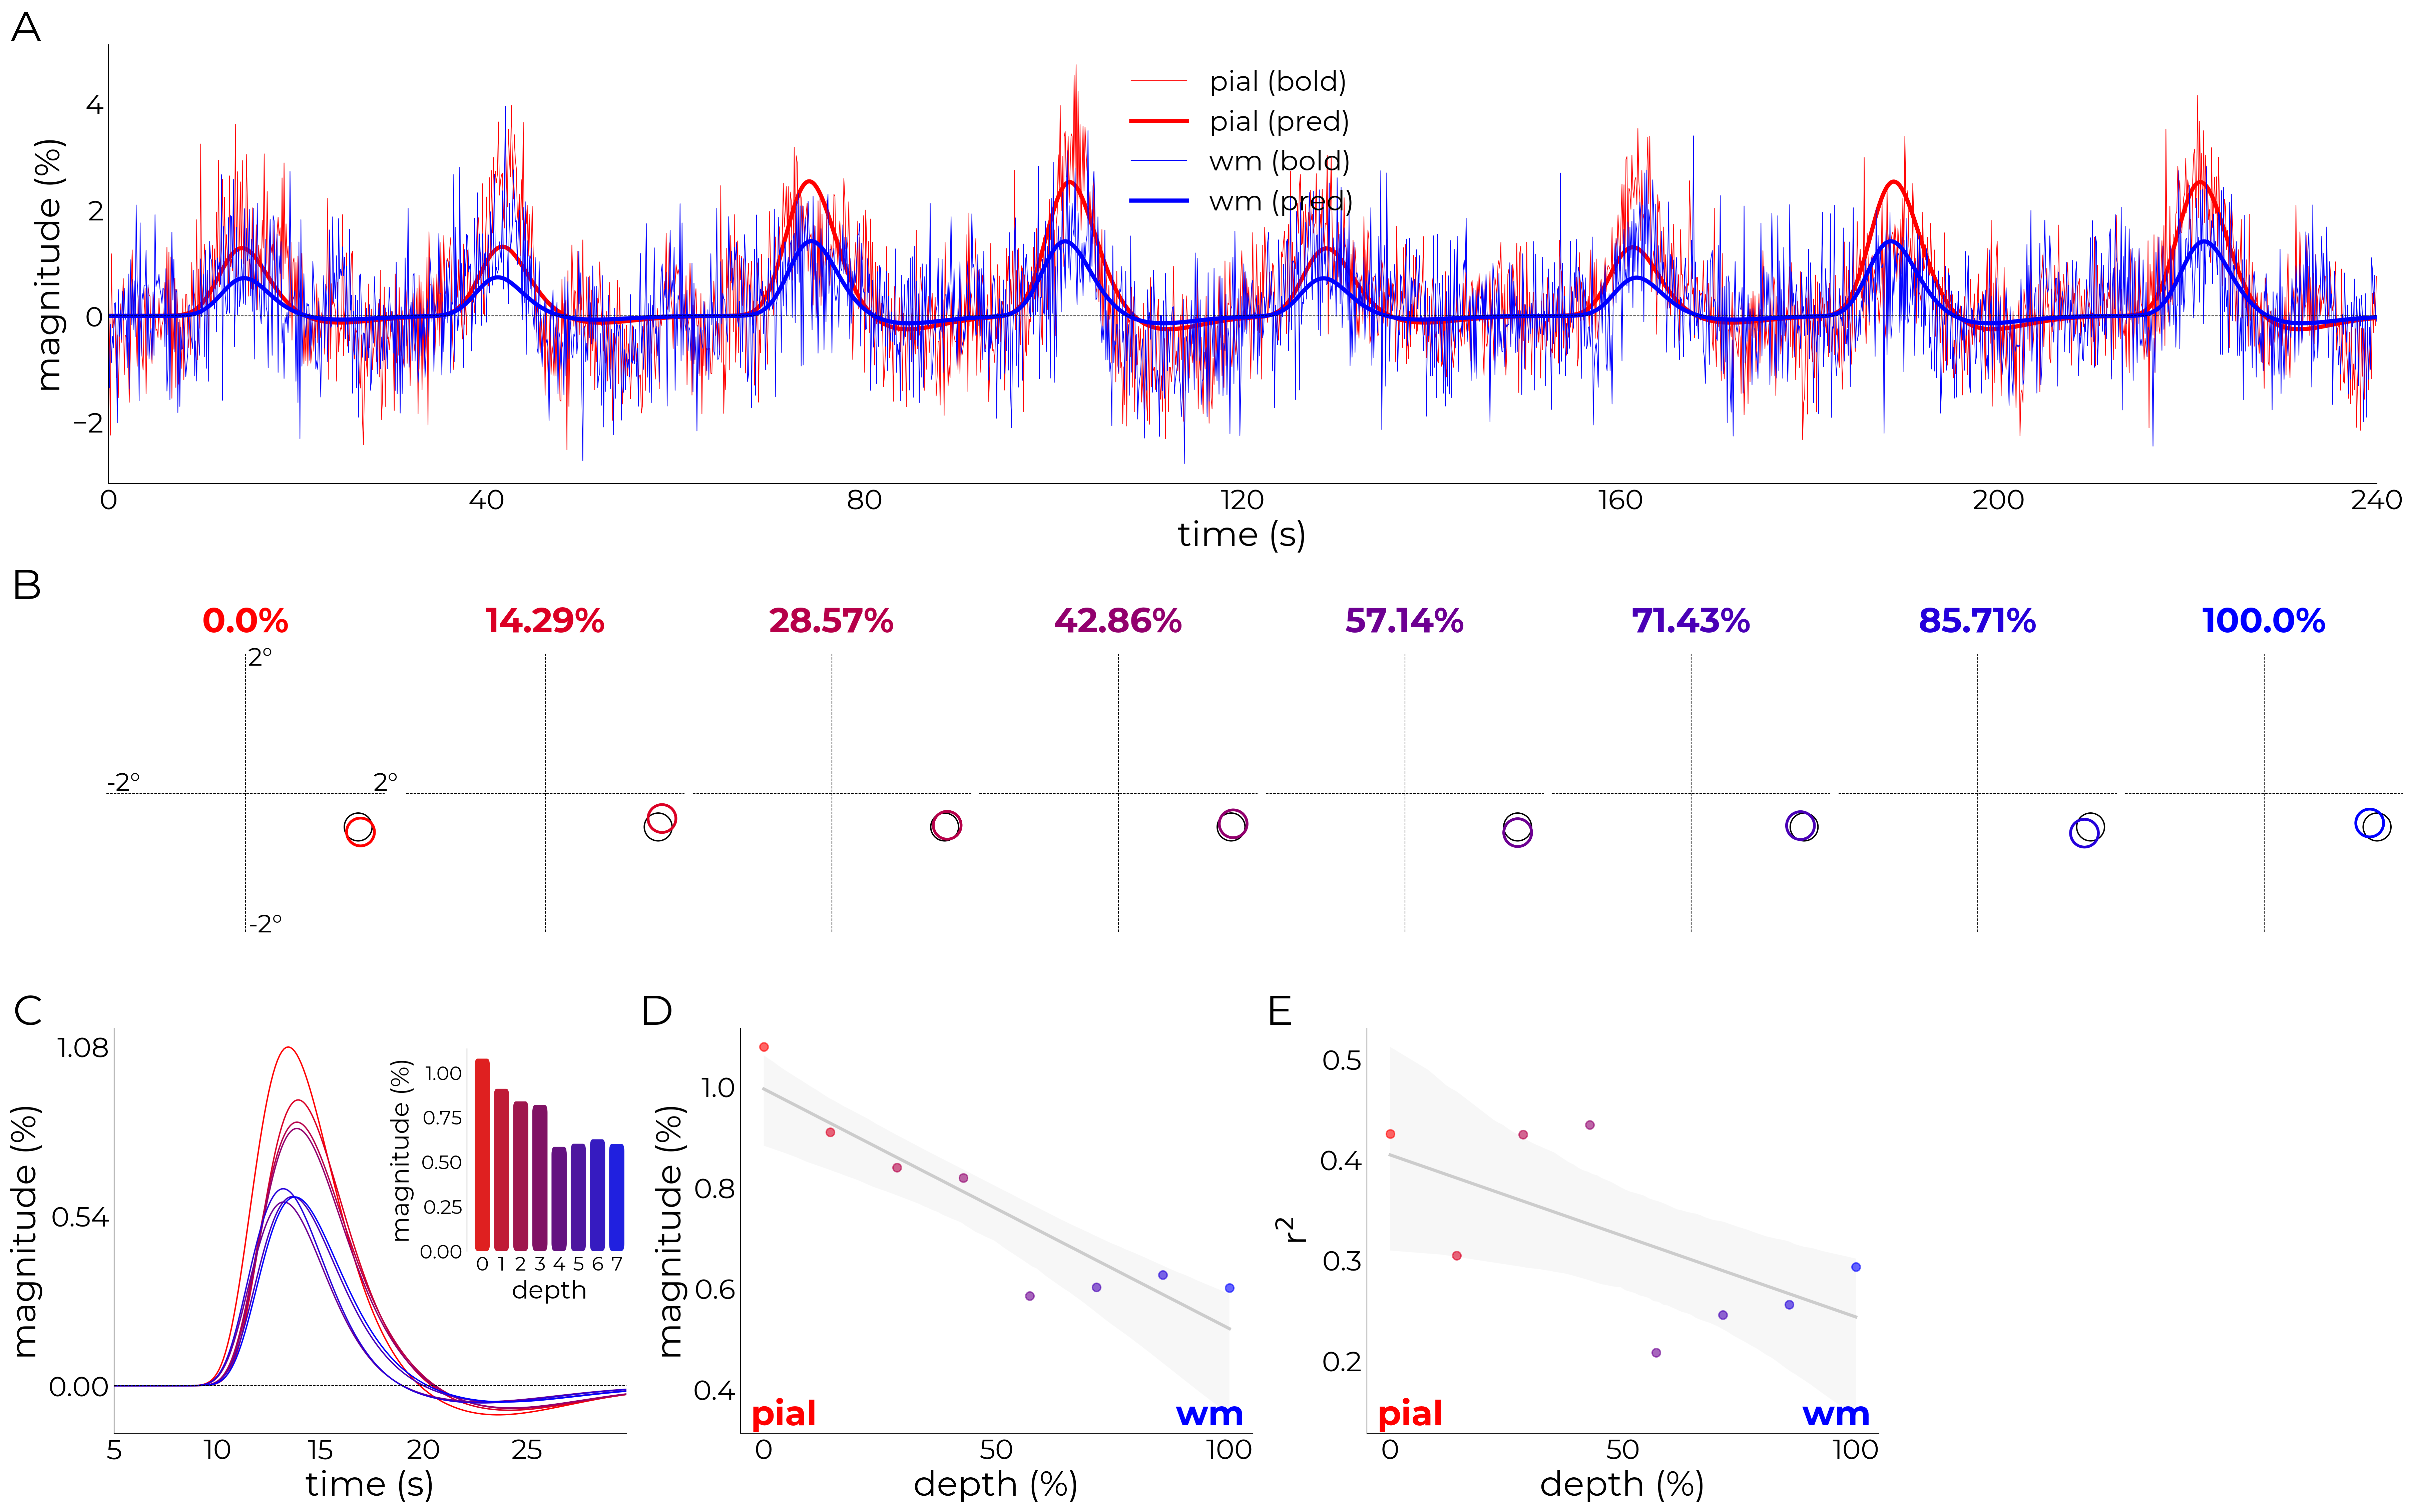 A
magnitude (%)
4
2
0
−2
pial (bold)
pial (pred)
wm (bold)
wm (pred)
0 40 80 120 160 200 240
time (s)
B
0.0% 14.29% 28.57% 42.86% 57.14% 71.43% 85.71% 100.0%
2°
-2° 2°
-2°
C
magnitude (%)
1.08
0.54
0.00
5 10 15 20 25
time (s)
magnitude (%)
1.00
0.75
0.50
0.25
0.00
0 1 2 3 4 5 6 7
depth
D
magnitude (%)
1.0
0.8
0.6
0.4
pial wm
0 50 100
depth (%)
E
r²
0.5
0.4
0.3
0.2
pial wm
0 50 100
depth (%)